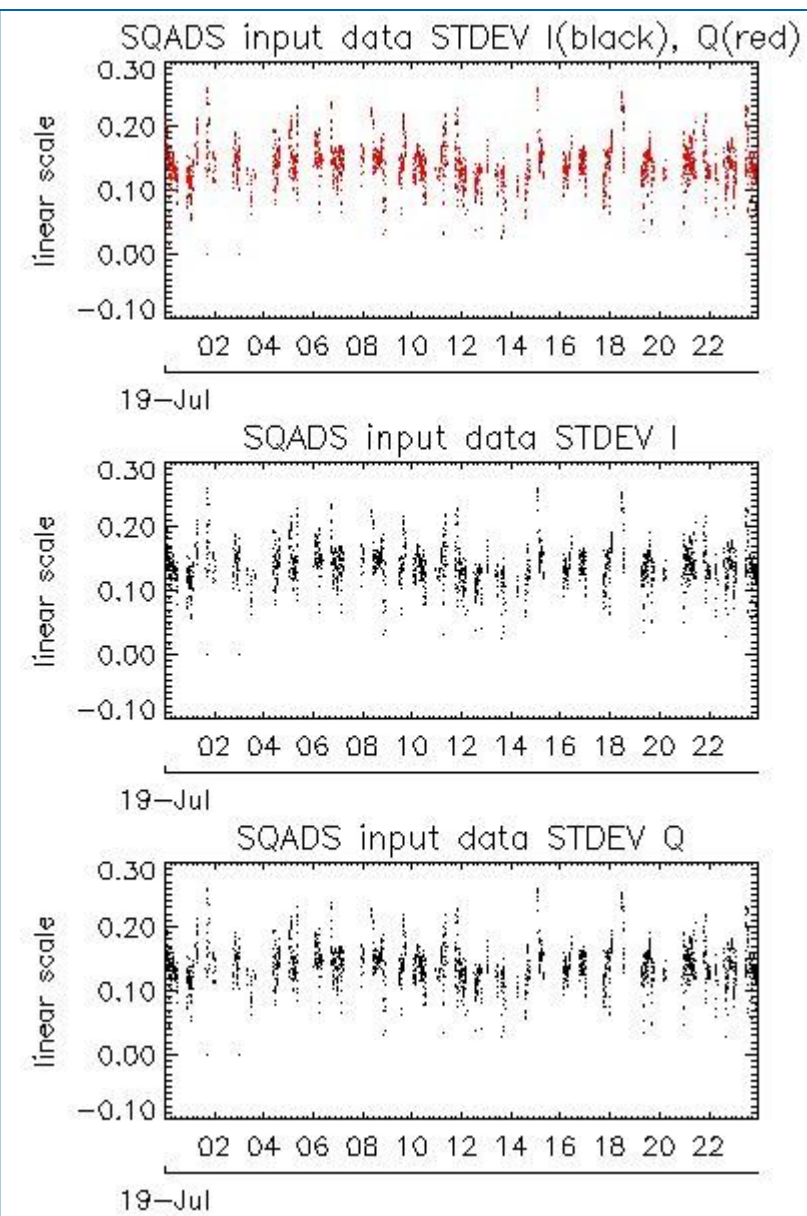 SQADS input data STDEV I(black), Q(red)
0.30
0.20
0.10
0.00
-0.10
linear scale
02 04 06 08 10 12 14 16 18 20 22
19-Jul
SQADS input data STDEV I
0.30
0.20
0.10
0.00
-0.10
linear scale
02 04 06 08 10 12 14 16 18 20 22
19-Jul
SQADS input data STDEV Q
0.30
0.20
0.10
0.00
-0.10
linear scale
02 04 06 08 10 12 14 16 18 20 22
19-Jul